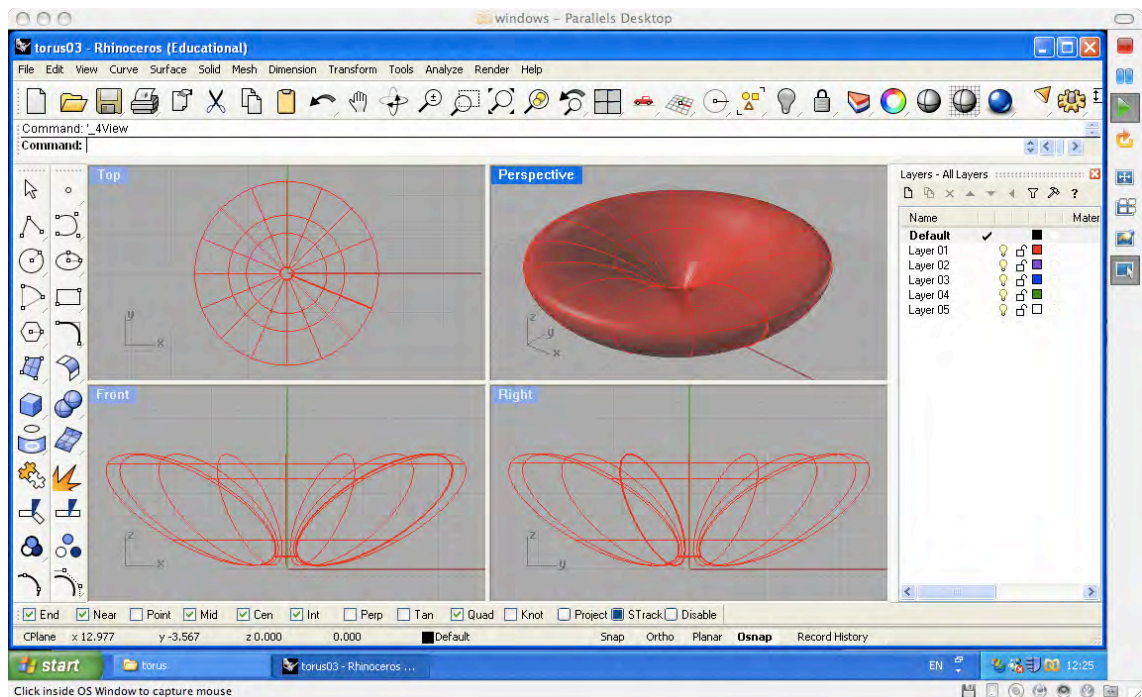 windows – Parallels Desktop
torus03 - Rhinoceros (Educational)
File Edit View Curve Surface Solid Mesh Dimension Transform Tools Analyze Render Help
Command: '_4View
Command:
Top
Perspective
Layers - All Layers
?
Name Mater
Default
Layer 01
Layer 02
Layer 03
Layer 04
Layer 05
y
x
z
y
x
Front
Right
z
x
z
y
End Near Point Mid Cen Int Perp Tan Quad Knot Project STrack Disable
CPlane x 12.977 y -3.567 z 0.000 0.000 Default Snap Ortho Planar Osnap Record History
start torus torus03 - Rhinoceros ... EN 12:25
Click inside OS Window to capture mouse